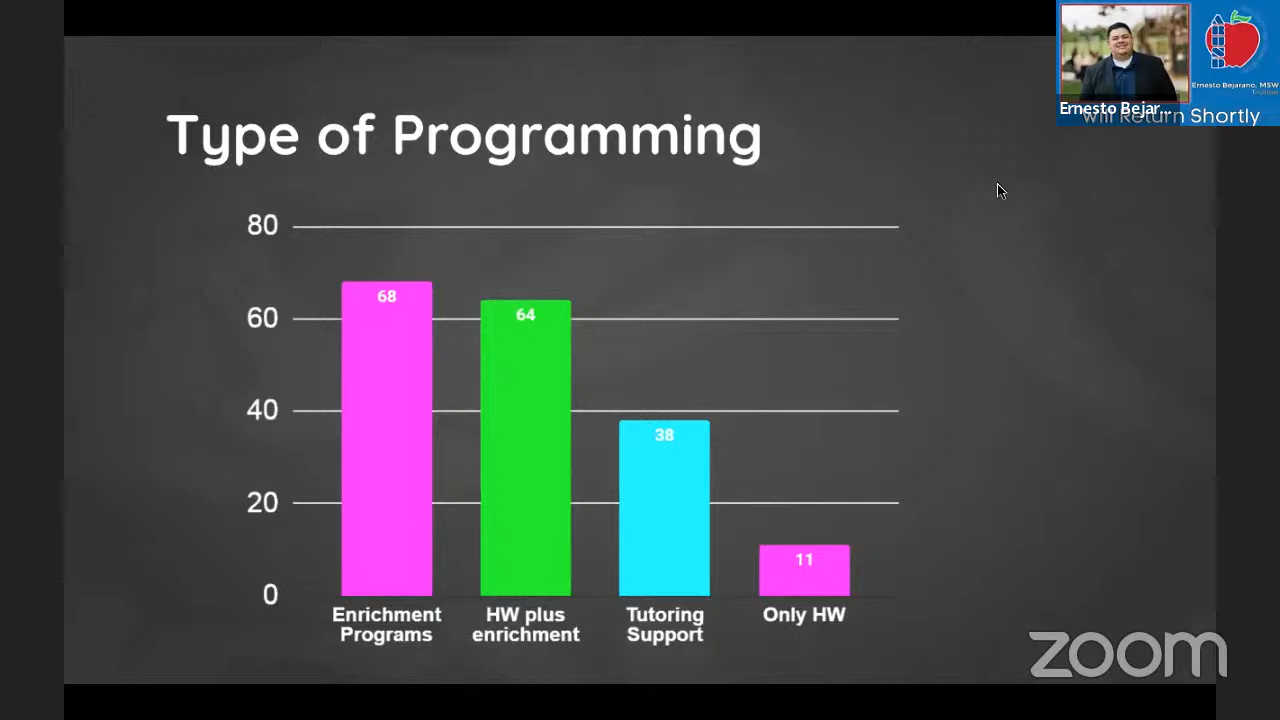 Type of Programming
80
60
40
20
0
68
64
38
11
Enrichment
Programs
HW plus
enrichment
Tutoring
Support
Only HW
Ernesto Bejarano, MSW
Ernesto Bejar...
Will Return Shortly
zoom